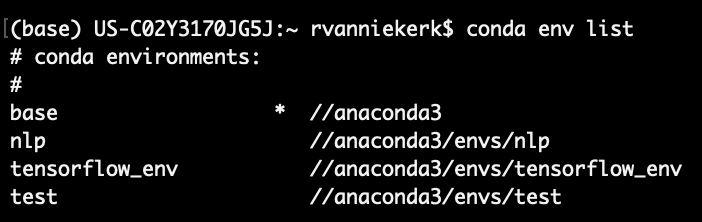 (base) US-C02Y3170JG5J:~ rvanniekerk$ conda env list
# conda environments:
#
base                  *  //anaconda3
nlp                      //anaconda3/envs/nlp
tensorflow_env           //anaconda3/envs/tensorflow_env
test                     //anaconda3/envs/test